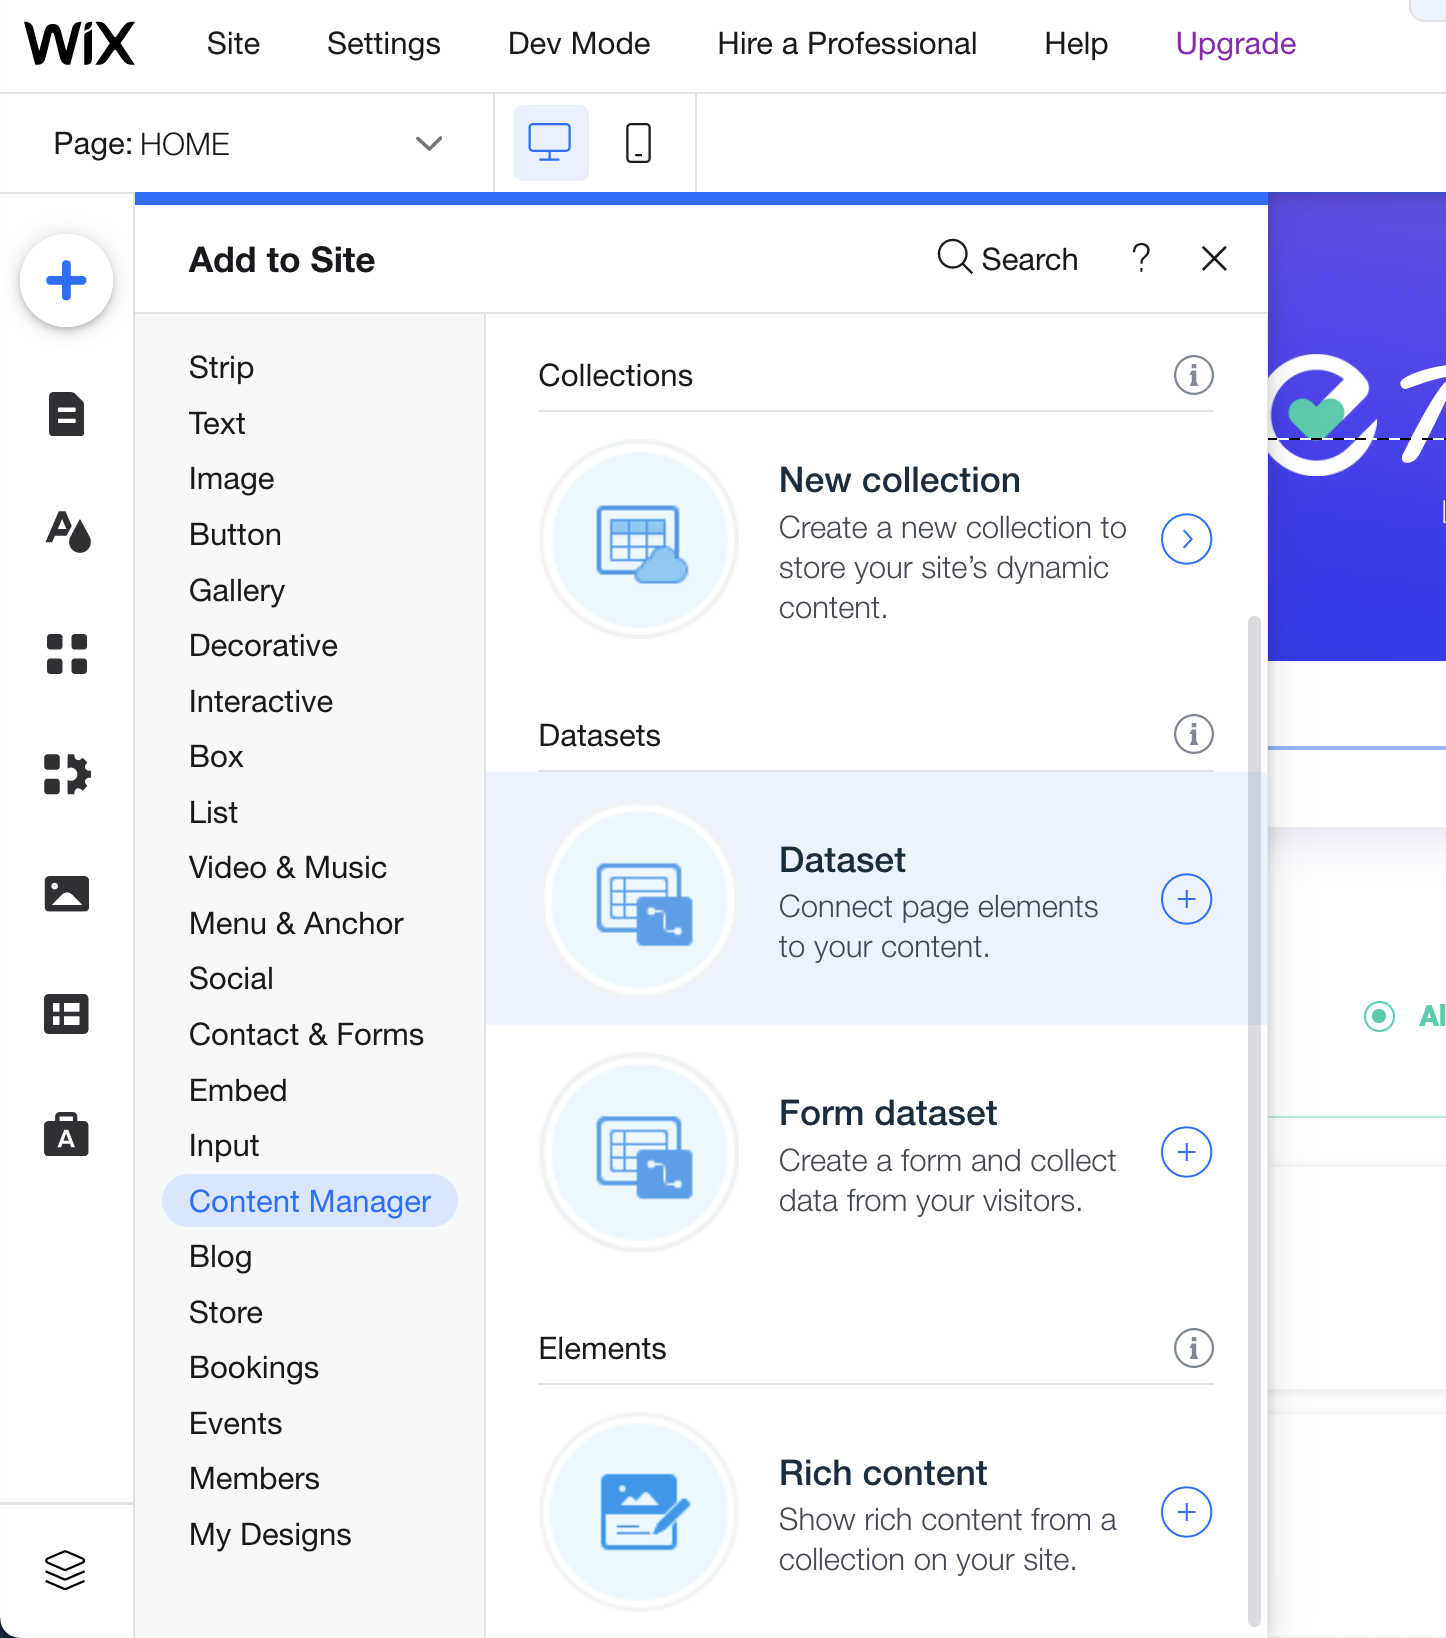 WiX
Site
Settings
Dev Mode
Hire a Professional
Help
Upgrade
Page: HOME
Add to Site
Search
?
Strip
Text
Image
Button
Gallery
Decorative
Interactive
Box
List
Video & Music
Menu & Anchor
Social
Contact & Forms
Embed
Input
Content Manager
Blog
Store
Bookings
Events
Members
My Designs
Collections
New collection
Create a new collection to
store your site’s dynamic
content.
Datasets
Dataset
Connect page elements
to your content.
Form dataset
Create a form and collect
data from your visitors.
Elements
Rich content
Show rich content from a
collection on your site.